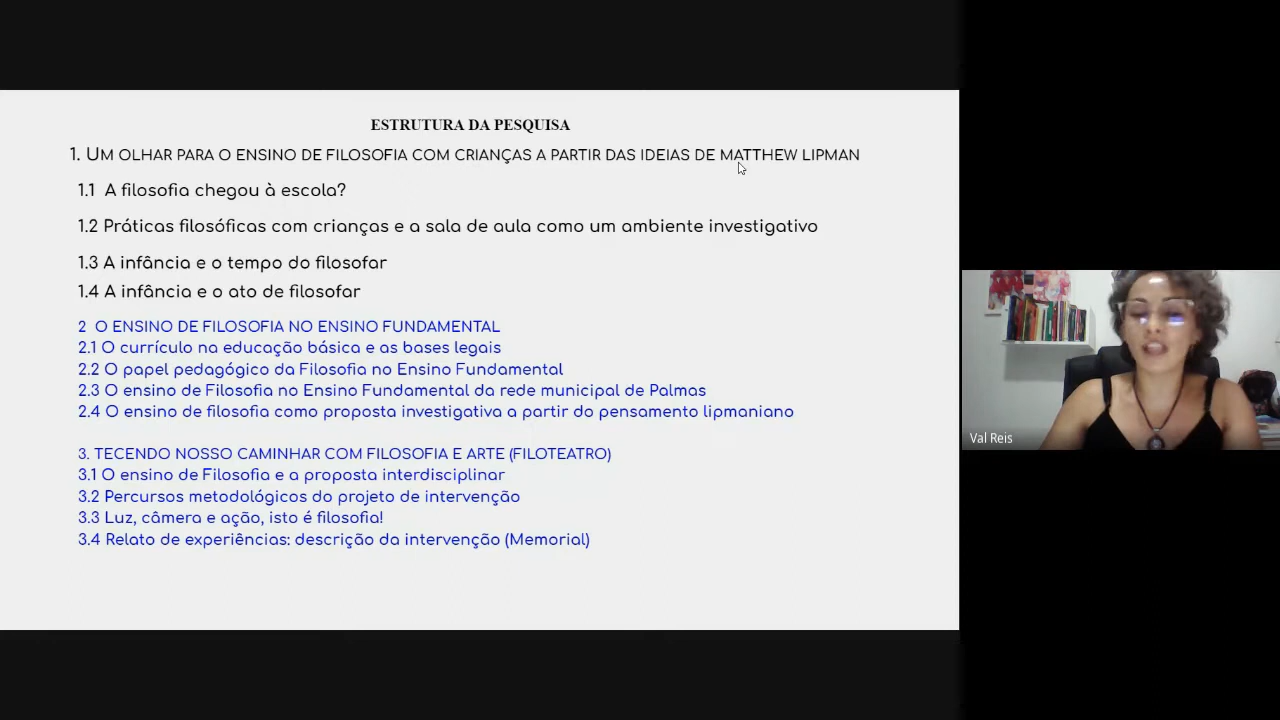 ESTRUTURA DA PESQUISA
1. UM OLHAR PARA O ENSINO DE FILOSOFIA COM CRIANÇAS A PARTIR DAS IDEIAS DE MATTHEW LIPMAN
1.1 A filosofia chegou à escola?
1.2 Práticas filosóficas com crianças e a sala de aula como um ambiente investigativo
1.3 A infância e o tempo do filosofar
1.4 A infância e o ato de filosofar
2 O ENSINO DE FILOSOFIA NO ENSINO FUNDAMENTAL
2.1 O currículo na educação básica e as bases legais
2.2 O papel pedagógico da Filosofia no Ensino Fundamental
2.3 O ensino de Filosofia no Ensino Fundamental da rede municipal de Palmas
2.4 O ensino de filosofia como proposta investigativa a partir do pensamento lipmaniano
3. TECENDO NOSSO CAMINHAR COM FILOSOFIA E ARTE (FILOTEATRO)
3.1 O ensino de Filosofia e a proposta interdisciplinar
3.2 Percursos metodológicos do projeto de intervenção
3.3 Luz, câmera e ação, isto é filosofia!
3.4 Relato de experiências: descrição da intervenção (Memorial)
Val Reis